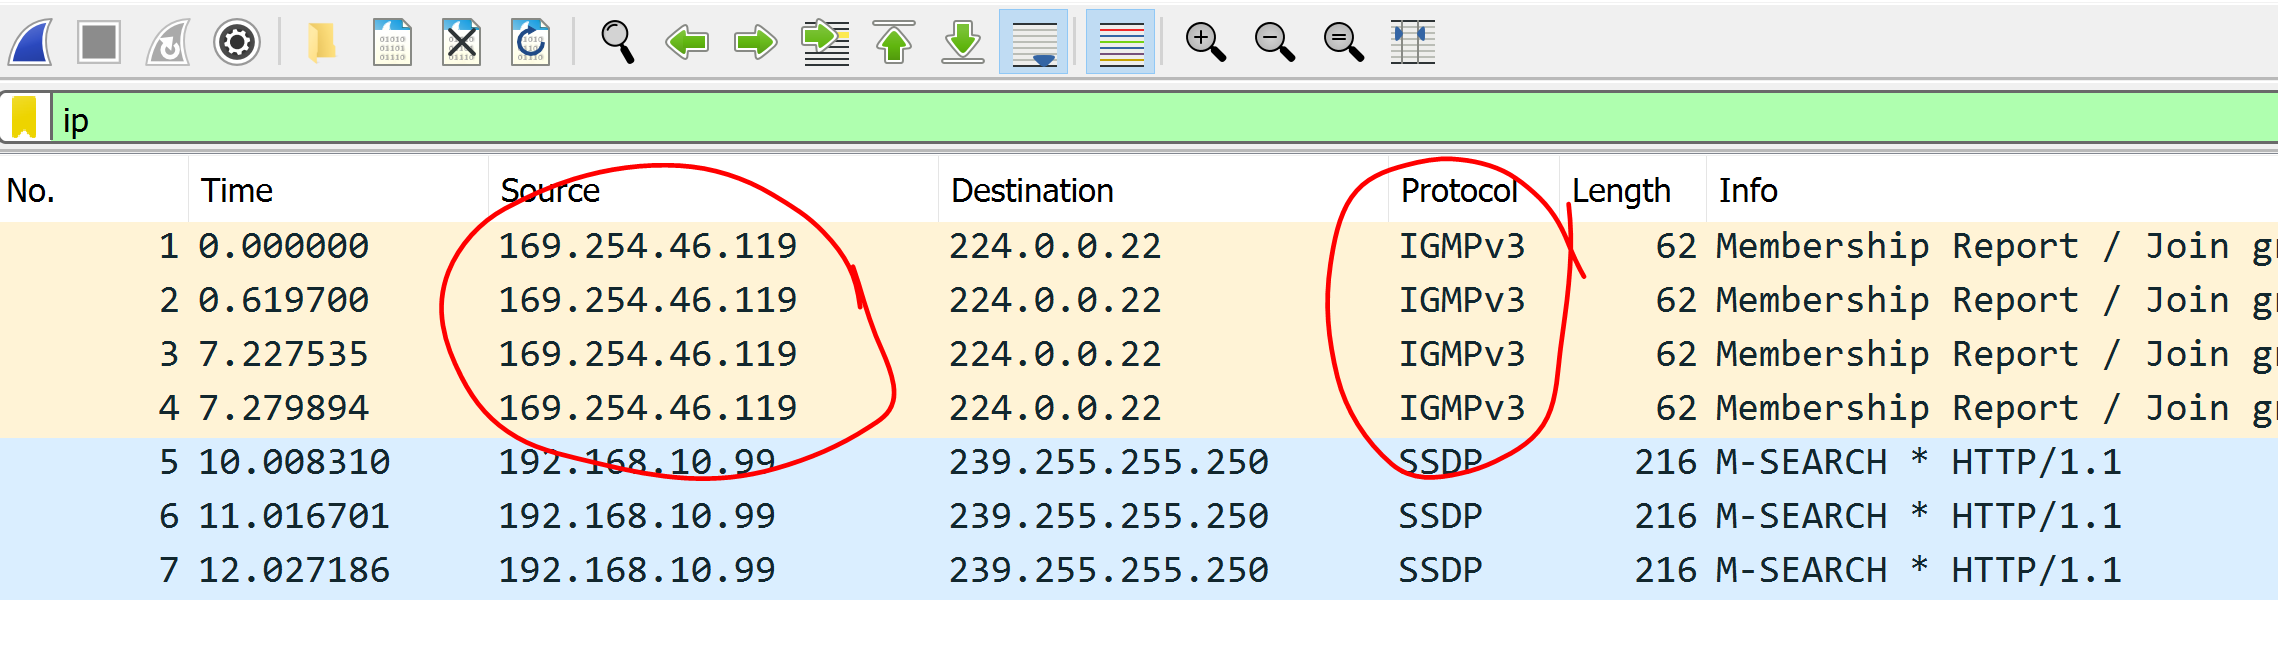 ip
No. Time Source Destination Protocol Length Info
1 0.000000 169.254.46.119 224.0.0.22 IGMPv3 62 Membership Report / Join
2 0.619700 169.254.46.119 224.0.0.22 IGMPv3 62 Membership Report / Join
3 7.227535 169.254.46.119 224.0.0.22 IGMPv3 62 Membership Report / Join
4 7.279894 169.254.46.119 224.0.0.22 IGMPv3 62 Membership Report / Join
5 10.008310 192.168.10.99 239.255.255.250 SSDP 216 M-SEARCH * HTTP/1.1
6 11.016701 192.168.10.99 239.255.255.250 SSDP 216 M-SEARCH * HTTP/1.1
7 12.027186 192.168.10.99 239.255.255.250 SSDP 216 M-SEARCH * HTTP/1.1